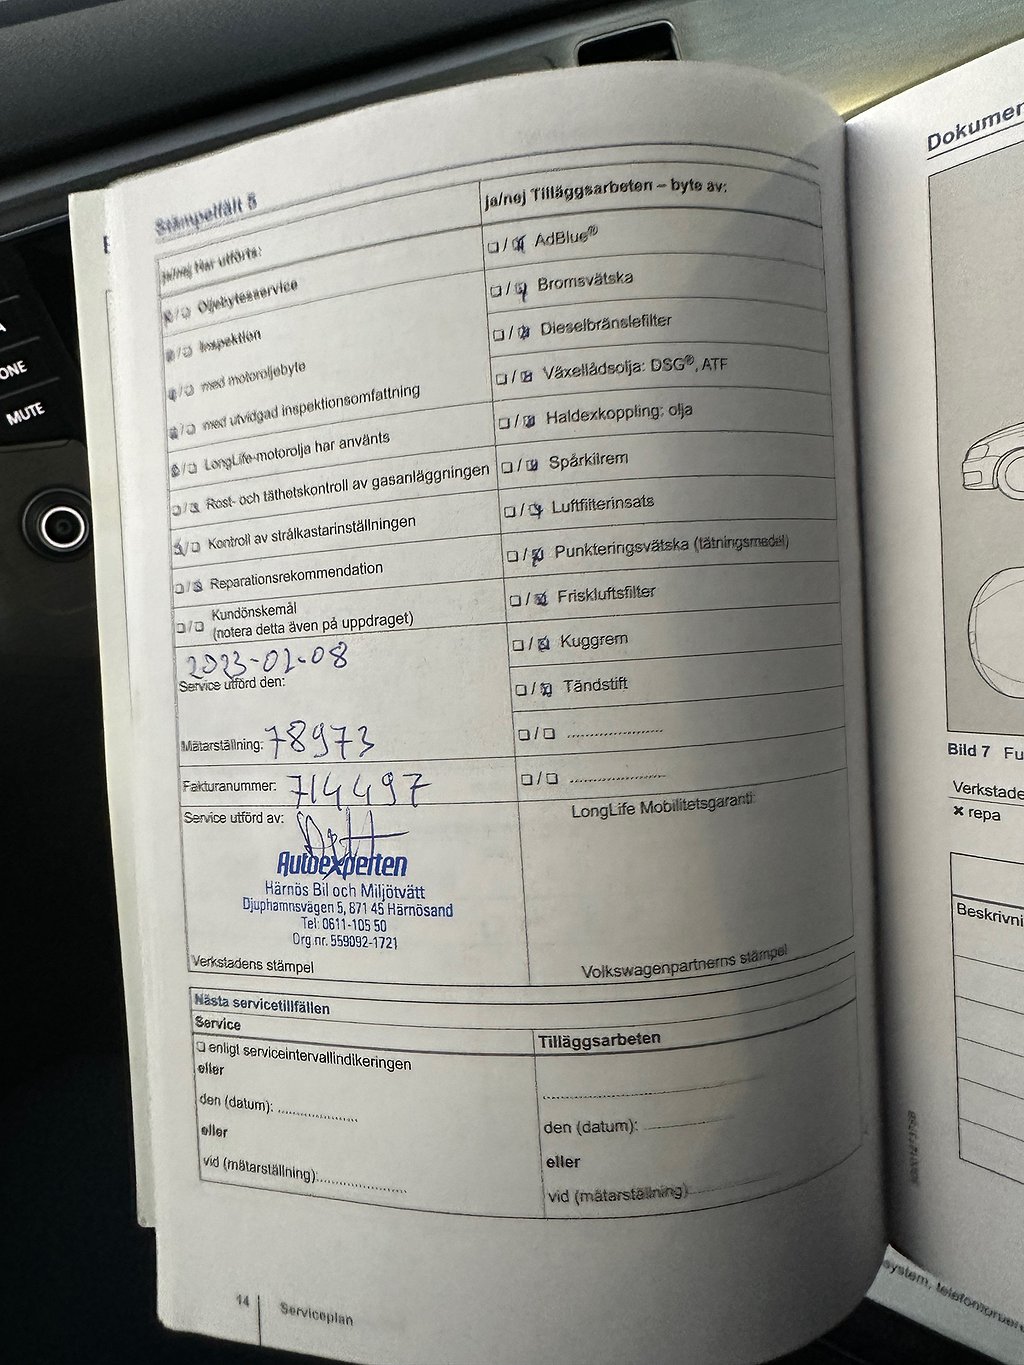 Stämpelfält 5
ja/nej Har utförts:
Oljebytesservice
Inspektion
med motoroljebyte
med utvidgad inspektionsomfattning
LongLife-motorolja har använts
Rost- och täthetskontroll av gasanläggningen
Kontroll av strålkastarinställningen
Reparationsrekommendation
Kundönskemål
(notera detta även på uppdraget)
2023-02-08
Service utförd den:
Mätarställning: 78973
Fakturanummer: 714497
Service utförd av:
Autoexperten
Härnös Bil och Miljötvätt
Djuphamnsvägen 5, 871 45 Härnösand
Tel: 0611-105 50
Org.nr. 559092-1721
Verkstadens stämpel
ja/nej Tilläggsarbeten – byte av:
AdBlue®
Bromsvätska
Dieselbränslefilter
Växellådsolja: DSG®, ATF
Haldexkoppling: olja
Spårkilrem
Luftfilterinsats
Punkteringsvätska (tätningsmedel)
Friskluftsfilter
Kuggrem
Tändstift
LongLife Mobilitetsgaranti:
Volkswagenpartnerns stämpel
Nästa servicetillfällen
Service
enligt serviceintervallindikeringen
eller
den (datum):
eller
vid (mätarställning):
Tilläggsarbeten
den (datum):
eller
vid (mätarställning)
14 Serviceplan
Dokumen
Bild 7 Fu
Verkstade
✖ repa
Beskrivni
system, telefon
ONE
MUTE